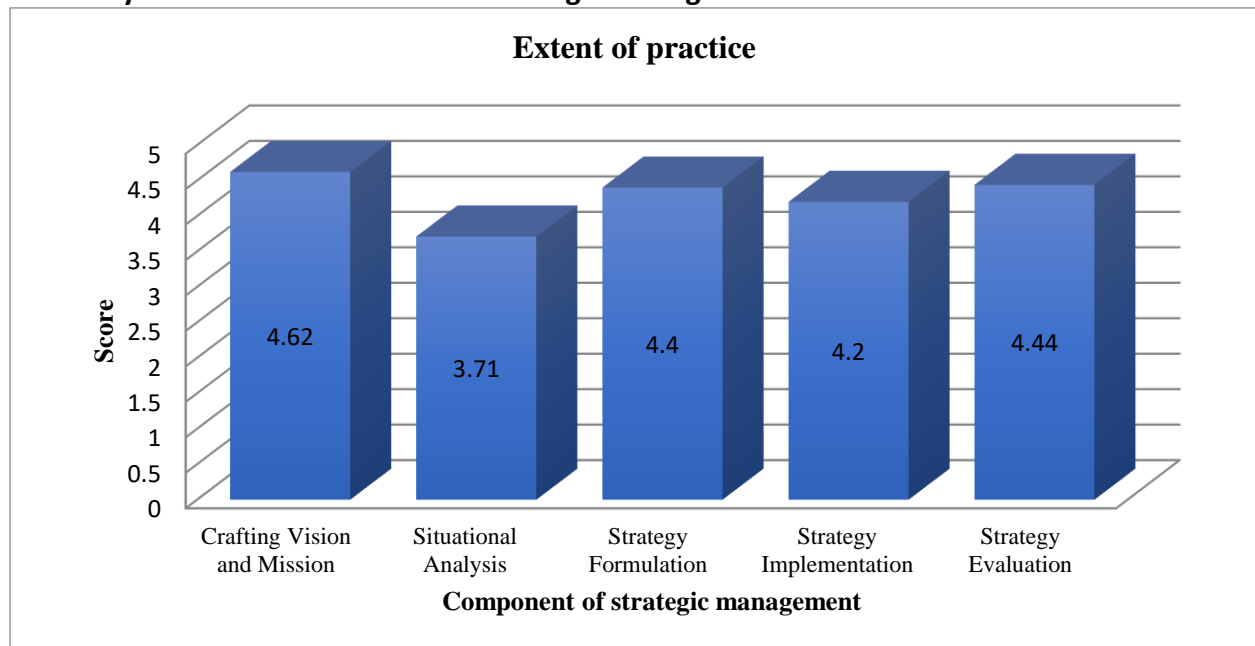 Extent of practice
5
4.5
4
3.5
3
2.5
2
1.5
1
0.5
0
Score
4.62
3.71
4.4
4.2
4.44
Crafting Vision
and Mission
Situational
Analysis
Strategy
Formulation
Strategy
Implementation
Strategy
Evaluation
Component of strategic management